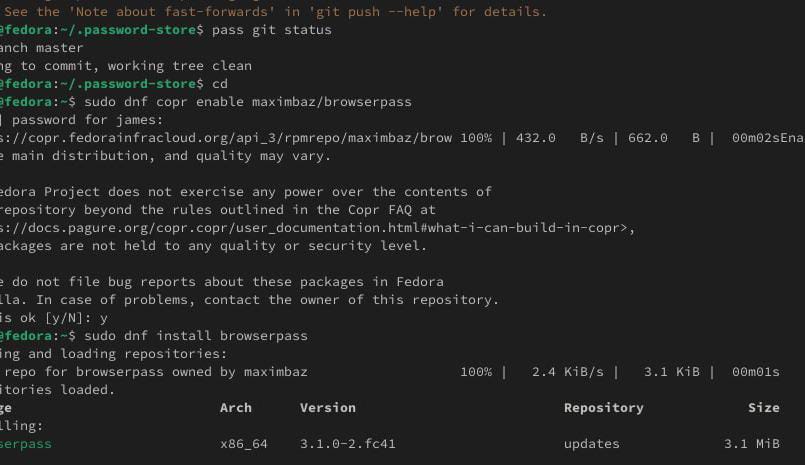 See the 'Note about fast-forwards' in 'git push --help' for details.
@fedora:~/.password-store$ pass git status
anch master
ng to commit, working tree clean
@fedora:~/.password-store$ cd
@fedora:~$ sudo dnf copr enable maximbaz/browserpass
] password for james:
s://copr.fedorainfracloud.org/api_3/rpmrepo/maximbaz/brow 100% | 432.0   B/s | 662.0   B |  00m02sEna
e main distribution, and quality may vary.
edora Project does not exercise any power over the contents of
repository beyond the rules outlined in the Copr FAQ at
s://docs.pagure.org/copr.copr/user_documentation.html#what-i-can-build-in-copr>,
ackages are not held to any quality or security level.
e do not file bug reports about these packages in Fedora
lla. In case of problems, contact the owner of this repository.
is ok [y/N]: y
@fedora:~$ sudo dnf install browserpass
ing and loading repositories:
repo for browserpass owned by maximbaz                   100% |   2.4 KiB/s |   3.1 KiB |  00m01s
itories loaded.
ge                          Arch      Version                          Repository             Size
lling:
serpass                     x86_64    3.1.0-2.fc41                     updates             3.1 MiB